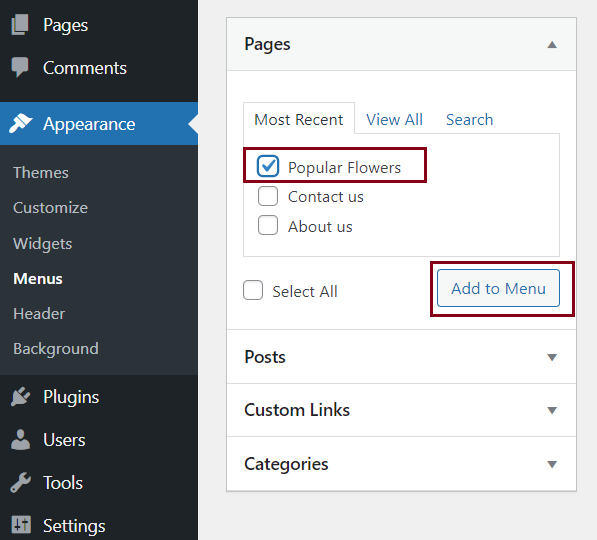 Pages
Comments
Appearance
Themes
Customize
Widgets
Menus
Header
Background
Plugins
Users
Tools
Settings
Pages
Most Recent View All Search
Popular Flowers
Contact us
About us
Select All Add to Menu
Posts
Custom Links
Categories